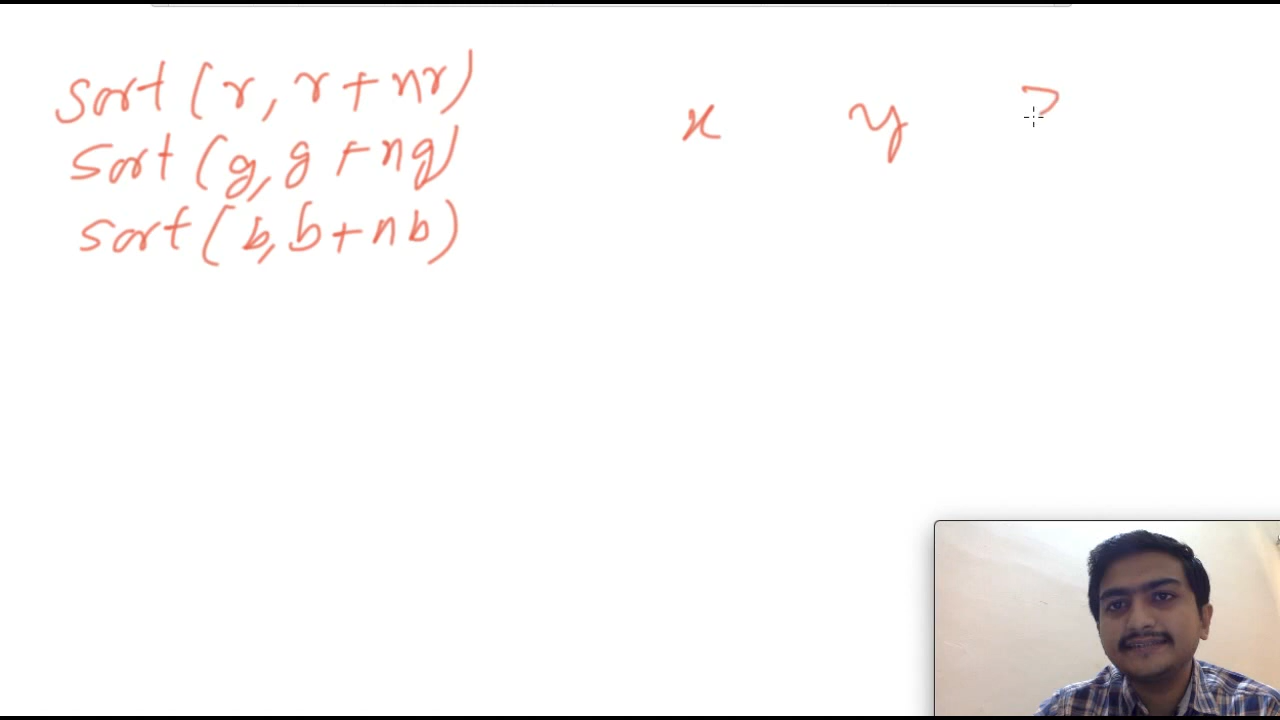 sort (r, r + nr)
sort (g, g + ng)
sort (b, b + nb)
x y